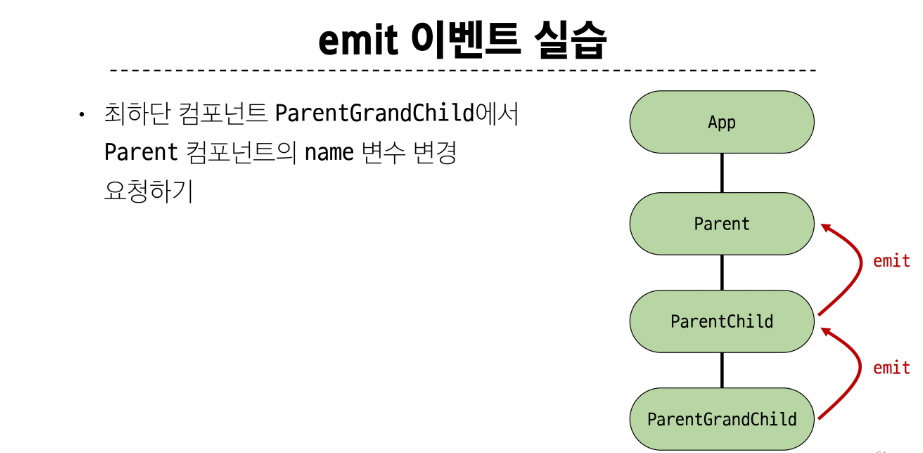 emit 이벤트 실습
• 최하단 컴포넌트 ParentGrandChild에서
Parent 컴포넌트의 name 변수 변경
요청하기
App
Parent
emit
ParentChild
emit
ParentGrandChild